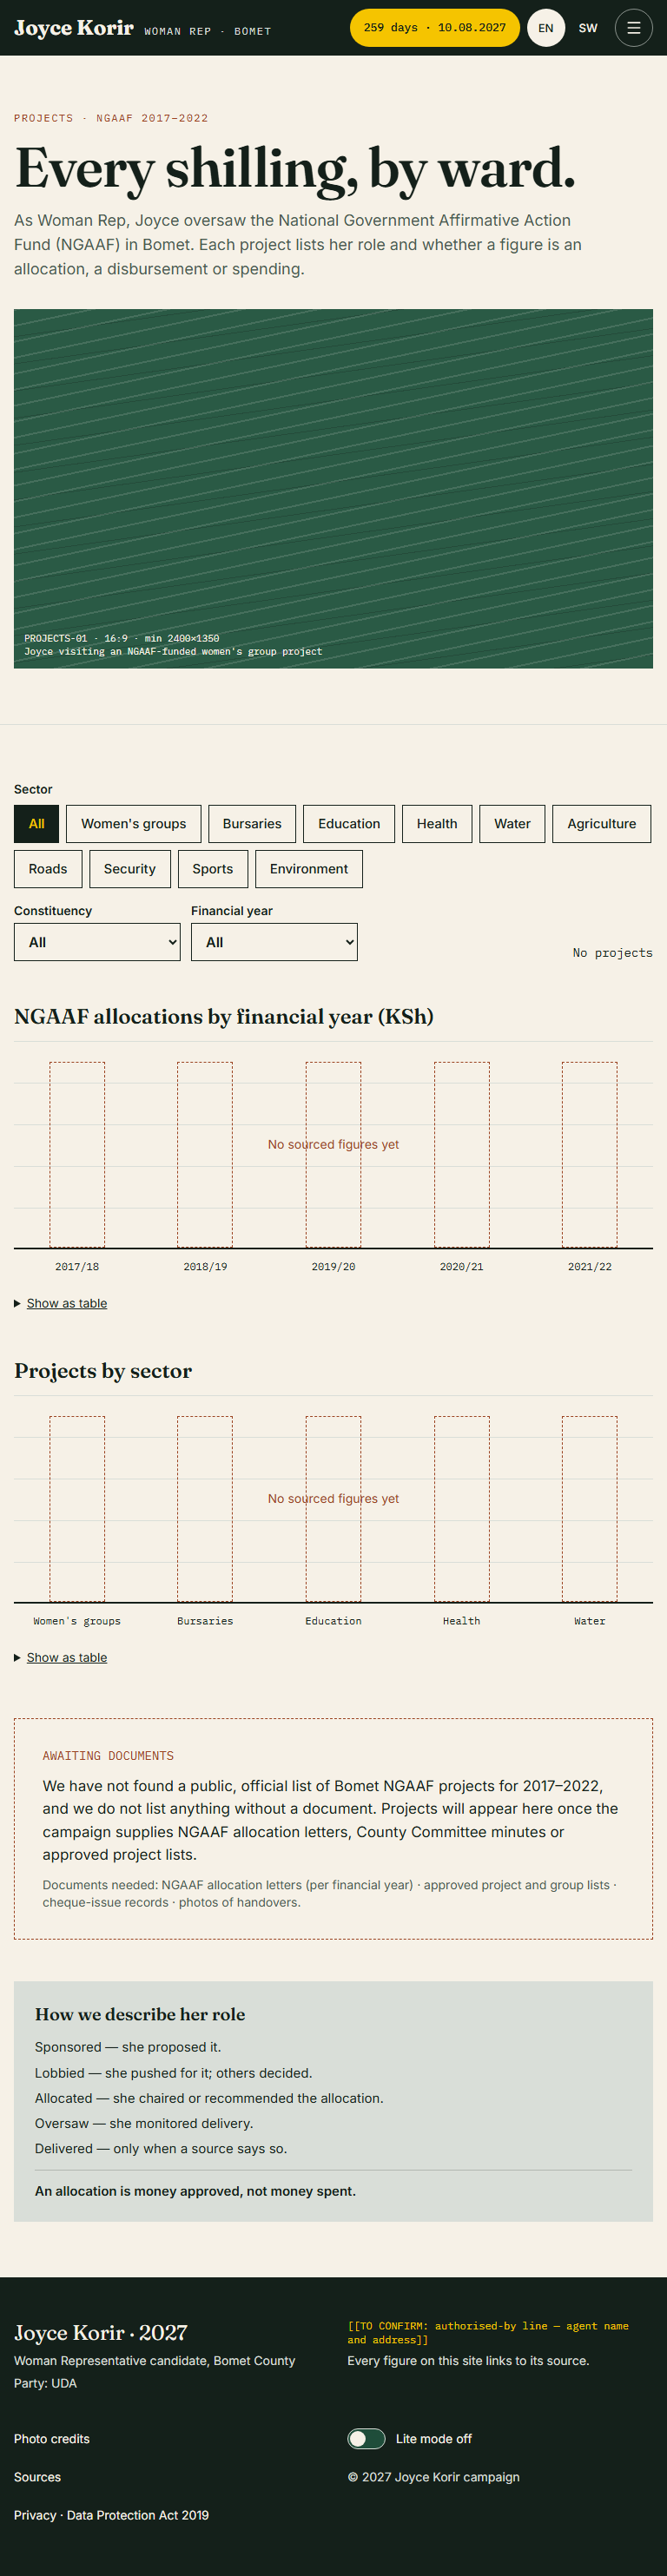 Joyce Korir WOMAN REP · BOMET 259 days · 10.08.2027 EN SW
PROJECTS · NGAAF 2017–2022
Every shilling, by ward.
As Woman Rep, Joyce oversaw the National Government Affirmative Action
Fund (NGAAF) in Bomet. Each project lists her role and whether a figure is an
allocation, a disbursement or spending.
PROJECTS-01 · 16:9 · min 2400×1350
Joyce visiting an NGAAF-funded women's group project
Sector
All Women's groups Bursaries Education Health Water Agriculture
Roads Security Sports Environment
Constituency Financial year
All All No projects
NGAAF allocations by financial year (KSh)
No sourced figures yet
2017/18 2018/19 2019/20 2020/21 2021/22
Show as table
Projects by sector
No sourced figures yet
Women's groups Bursaries Education Health Water
Show as table
AWAITING DOCUMENTS
We have not found a public, official list of Bomet NGAAF projects for 2017–2022,
and we do not list anything without a document. Projects will appear here once the
campaign supplies NGAAF allocation letters, County Committee minutes or
approved project lists.
Documents needed: NGAAF allocation letters (per financial year) · approved project and group lists ·
cheque-issue records · photos of handovers.
How we describe her role
Sponsored — she proposed it.
Lobbied — she pushed for it; others decided.
Allocated — she chaired or recommended the allocation.
Oversaw — she monitored delivery.
Delivered — only when a source says so.
An allocation is money approved, not money spent.
Joyce Korir · 2027
Woman Representative candidate, Bomet County
Party: UDA
[[TO CONFIRM: authorised-by line — agent name
and address]]
Every figure on this site links to its source.
Photo credits
Sources
Privacy · Data Protection Act 2019
Lite mode off
© 2027 Joyce Korir campaign